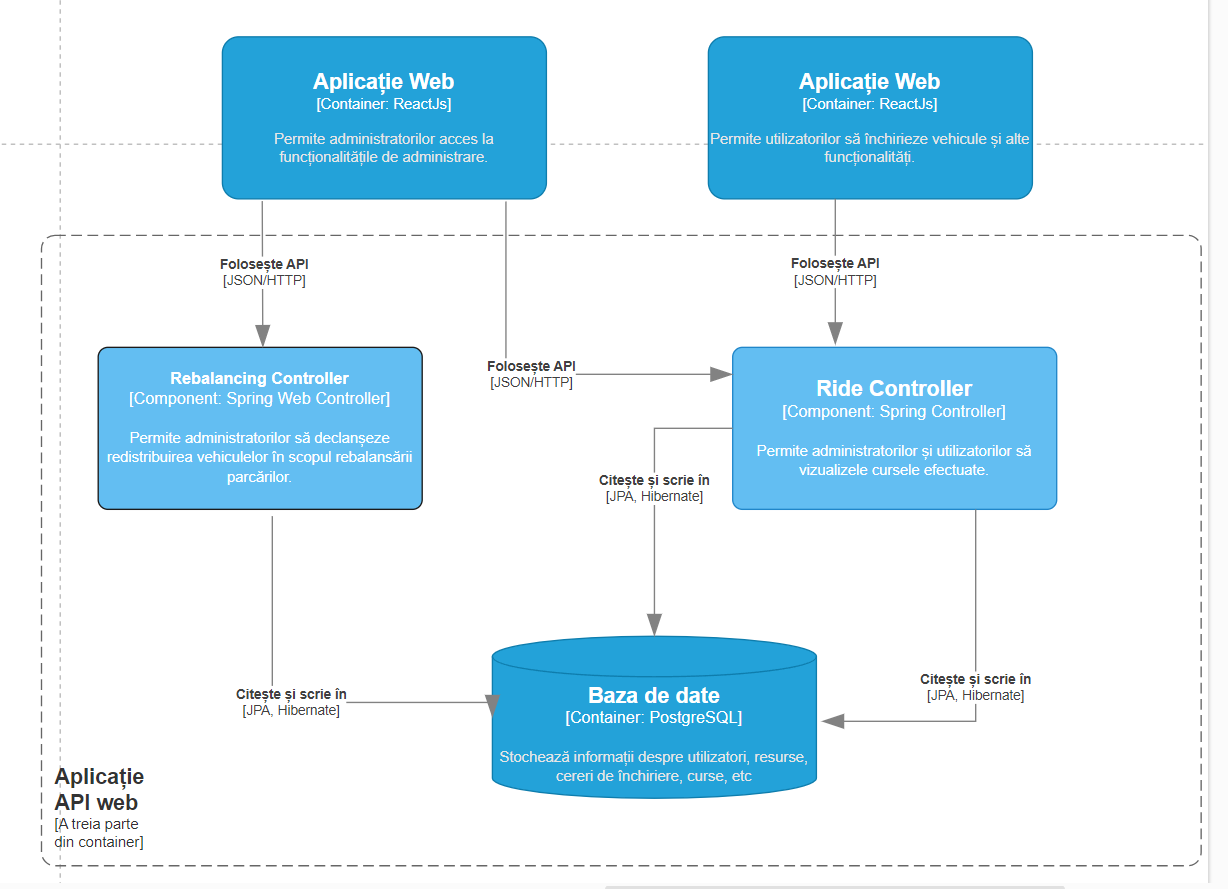 Aplicație Web
[Container: ReactJs]
Permite administratorilor acces la
funcționalitățile de administrare.
Aplicație Web
[Container: ReactJs]
Permite utilizatorilor să închirieze vehicule și alte
funcționalități.
Folosește API
[JSON/HTTP]
Folosește API
[JSON/HTTP]
Folosește API
[JSON/HTTP]
Rebalancing Controller
[Component: Spring Web Controller]
Permite administratorilor să declanșeze
redistribuirea vehiculelor în scopul rebalansării
parcărilor.
Ride Controller
[Component: Spring Controller]
Permite administratorilor și utilizatorilor să
vizualizele cursele efectuate.
Citește și scrie în
[JPA, Hibernate]
Citește și scrie în
[JPA, Hibernate]
Citește și scrie în
[JPA, Hibernate]
Baza de date
[Container: PostgreSQL]
Stochează informații despre utilizatori, resurse,
cereri de închiriere, curse, etc
Aplicație
API web
[A treia parte
din container]